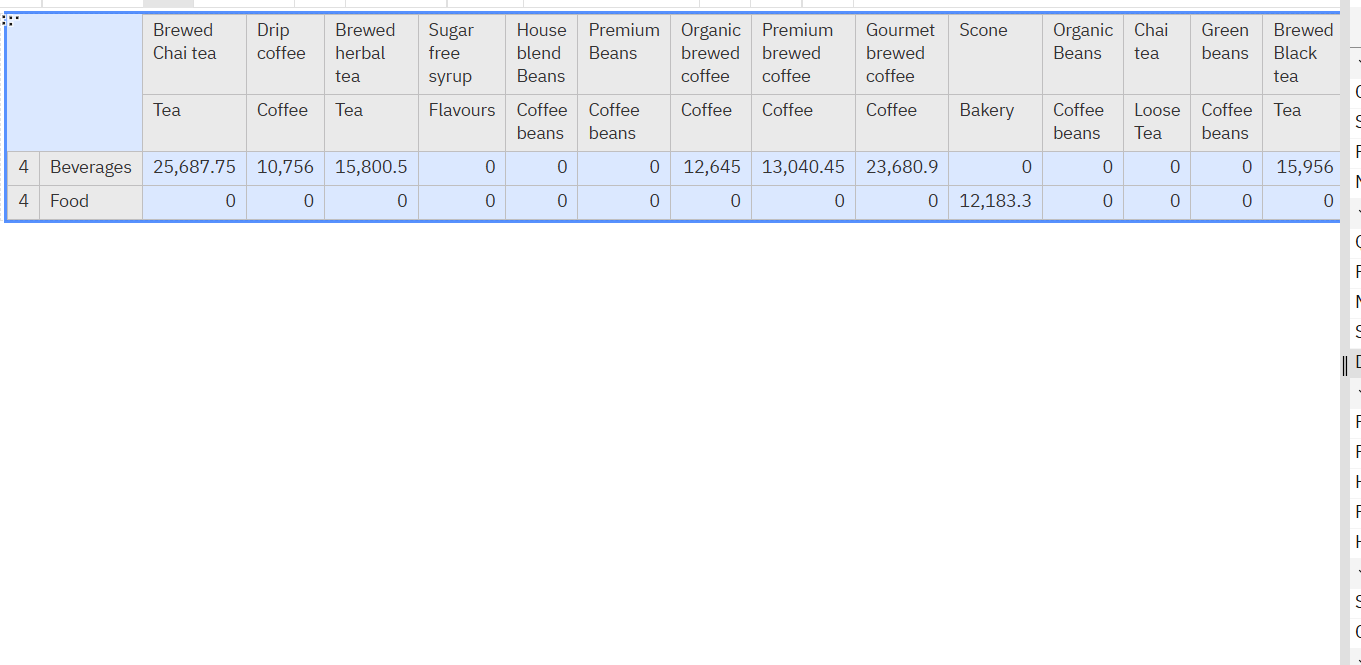 Brewed Chai tea Drip coffee Brewed herbal tea Sugar free syrup House blend Beans Premium Beans Organic brewed coffee Premium brewed coffee Gourmet brewed coffee Scone Organic Beans Chai tea Green beans Brewed Black tea
Tea Coffee Tea Flavours Coffee beans Coffee beans Coffee Coffee Coffee Bakery Coffee beans Loose Tea Coffee beans Tea
4 Beverages 25,687.75 10,756 15,800.5 0 0 0 12,645 13,040.45 23,680.9 0 0 0 0 15,956
4 Food 0 0 0 0 0 0 0 0 0 12,183.3 0 0 0 0